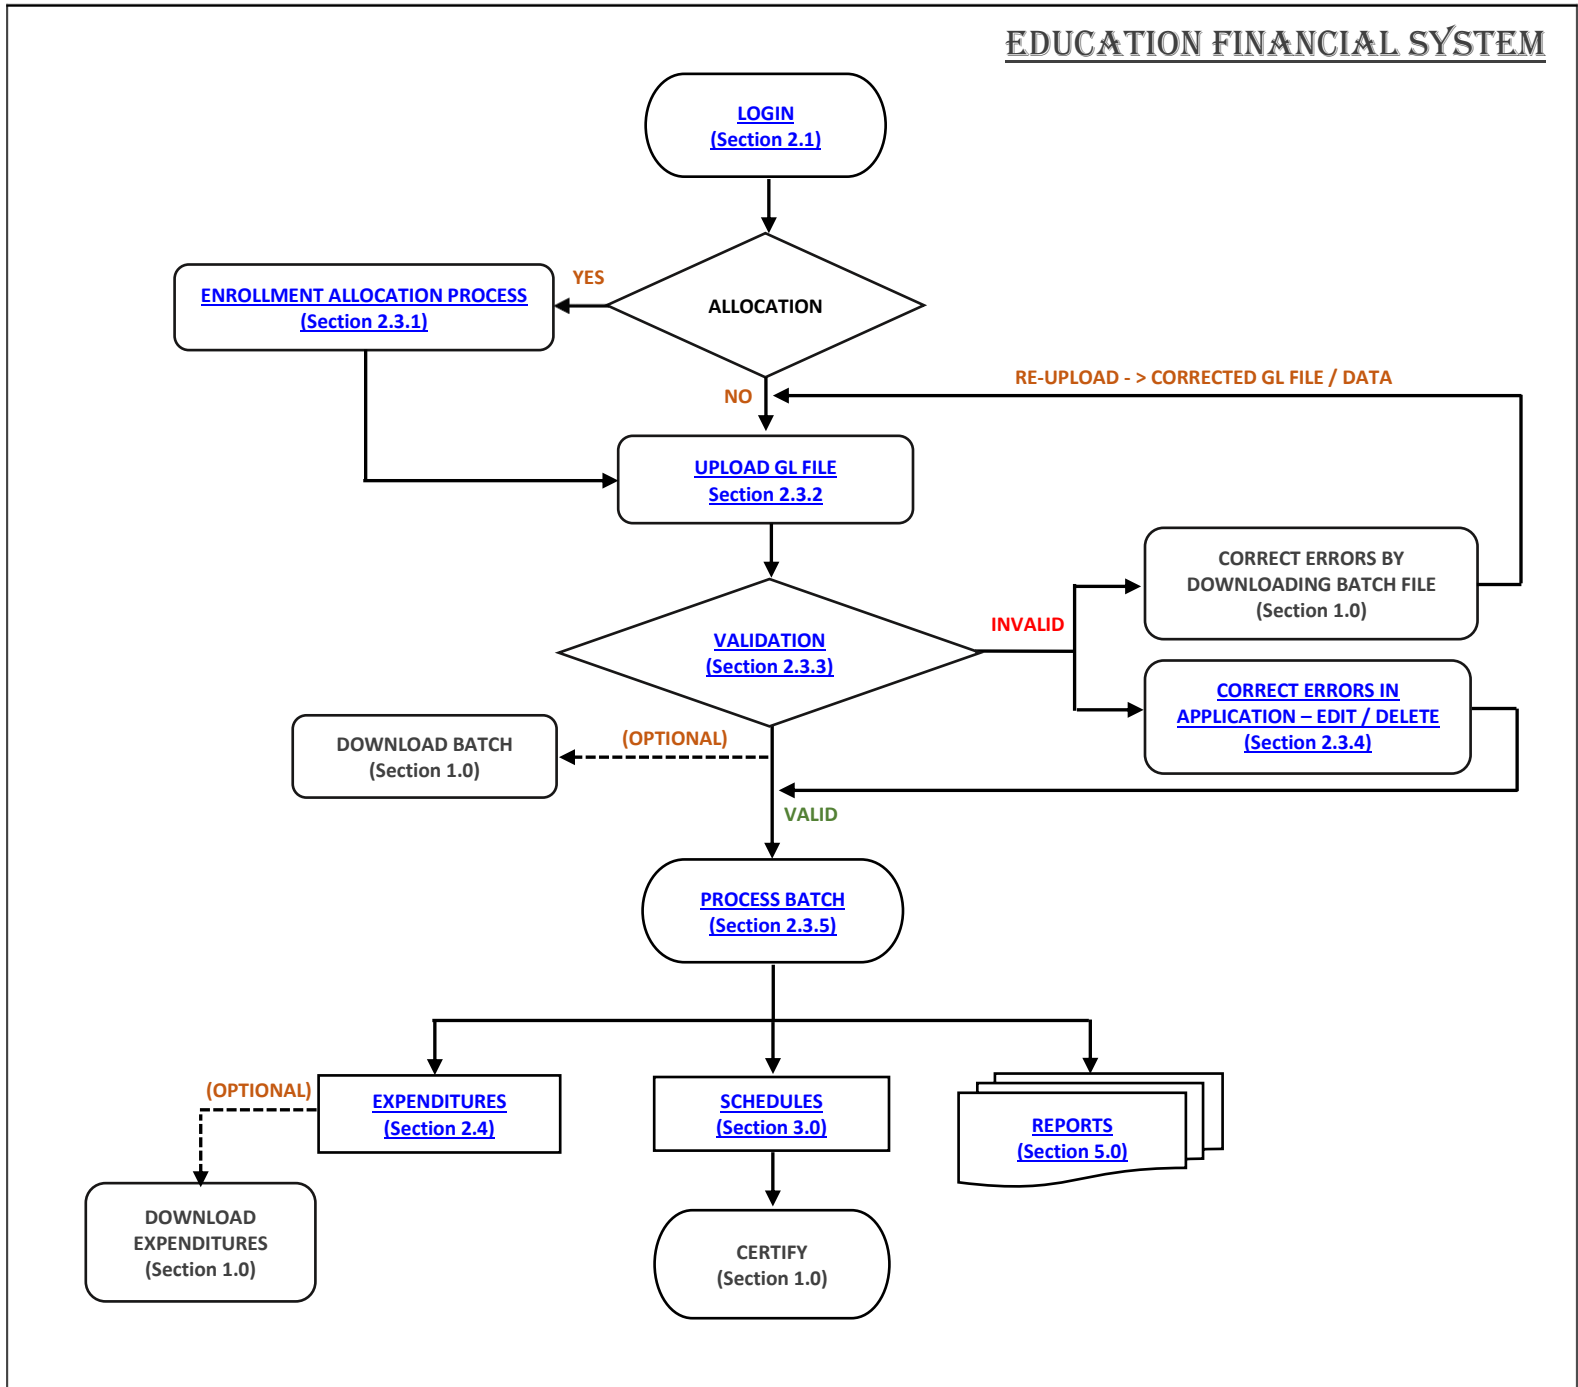 EDUCATION FINANCIAL SYSTEM
LOGIN
(Section 2.1)
YES
ENROLLMENT ALLOCATION PROCESS
(Section 2.3.1)
ALLOCATION
RE-UPLOAD - > CORRECTED GL FILE / DATA
NO
UPLOAD GL FILE
Section 2.3.2
CORRECT ERRORS BY
DOWNLOADING BATCH FILE
(Section 1.0)
INVALID
VALIDATION
(Section 2.3.3)
CORRECT ERRORS IN
APPLICATION – EDIT / DELETE
(Section 2.3.4)
(OPTIONAL)
DOWNLOAD BATCH
(Section 1.0)
VALID
PROCESS BATCH
(Section 2.3.5)
(OPTIONAL)
EXPENDITURES
(Section 2.4)
SCHEDULES
(Section 3.0)
REPORTS
(Section 5.0)
DOWNLOAD
EXPENDITURES
(Section 1.0)
CERTIFY
(Section 1.0)